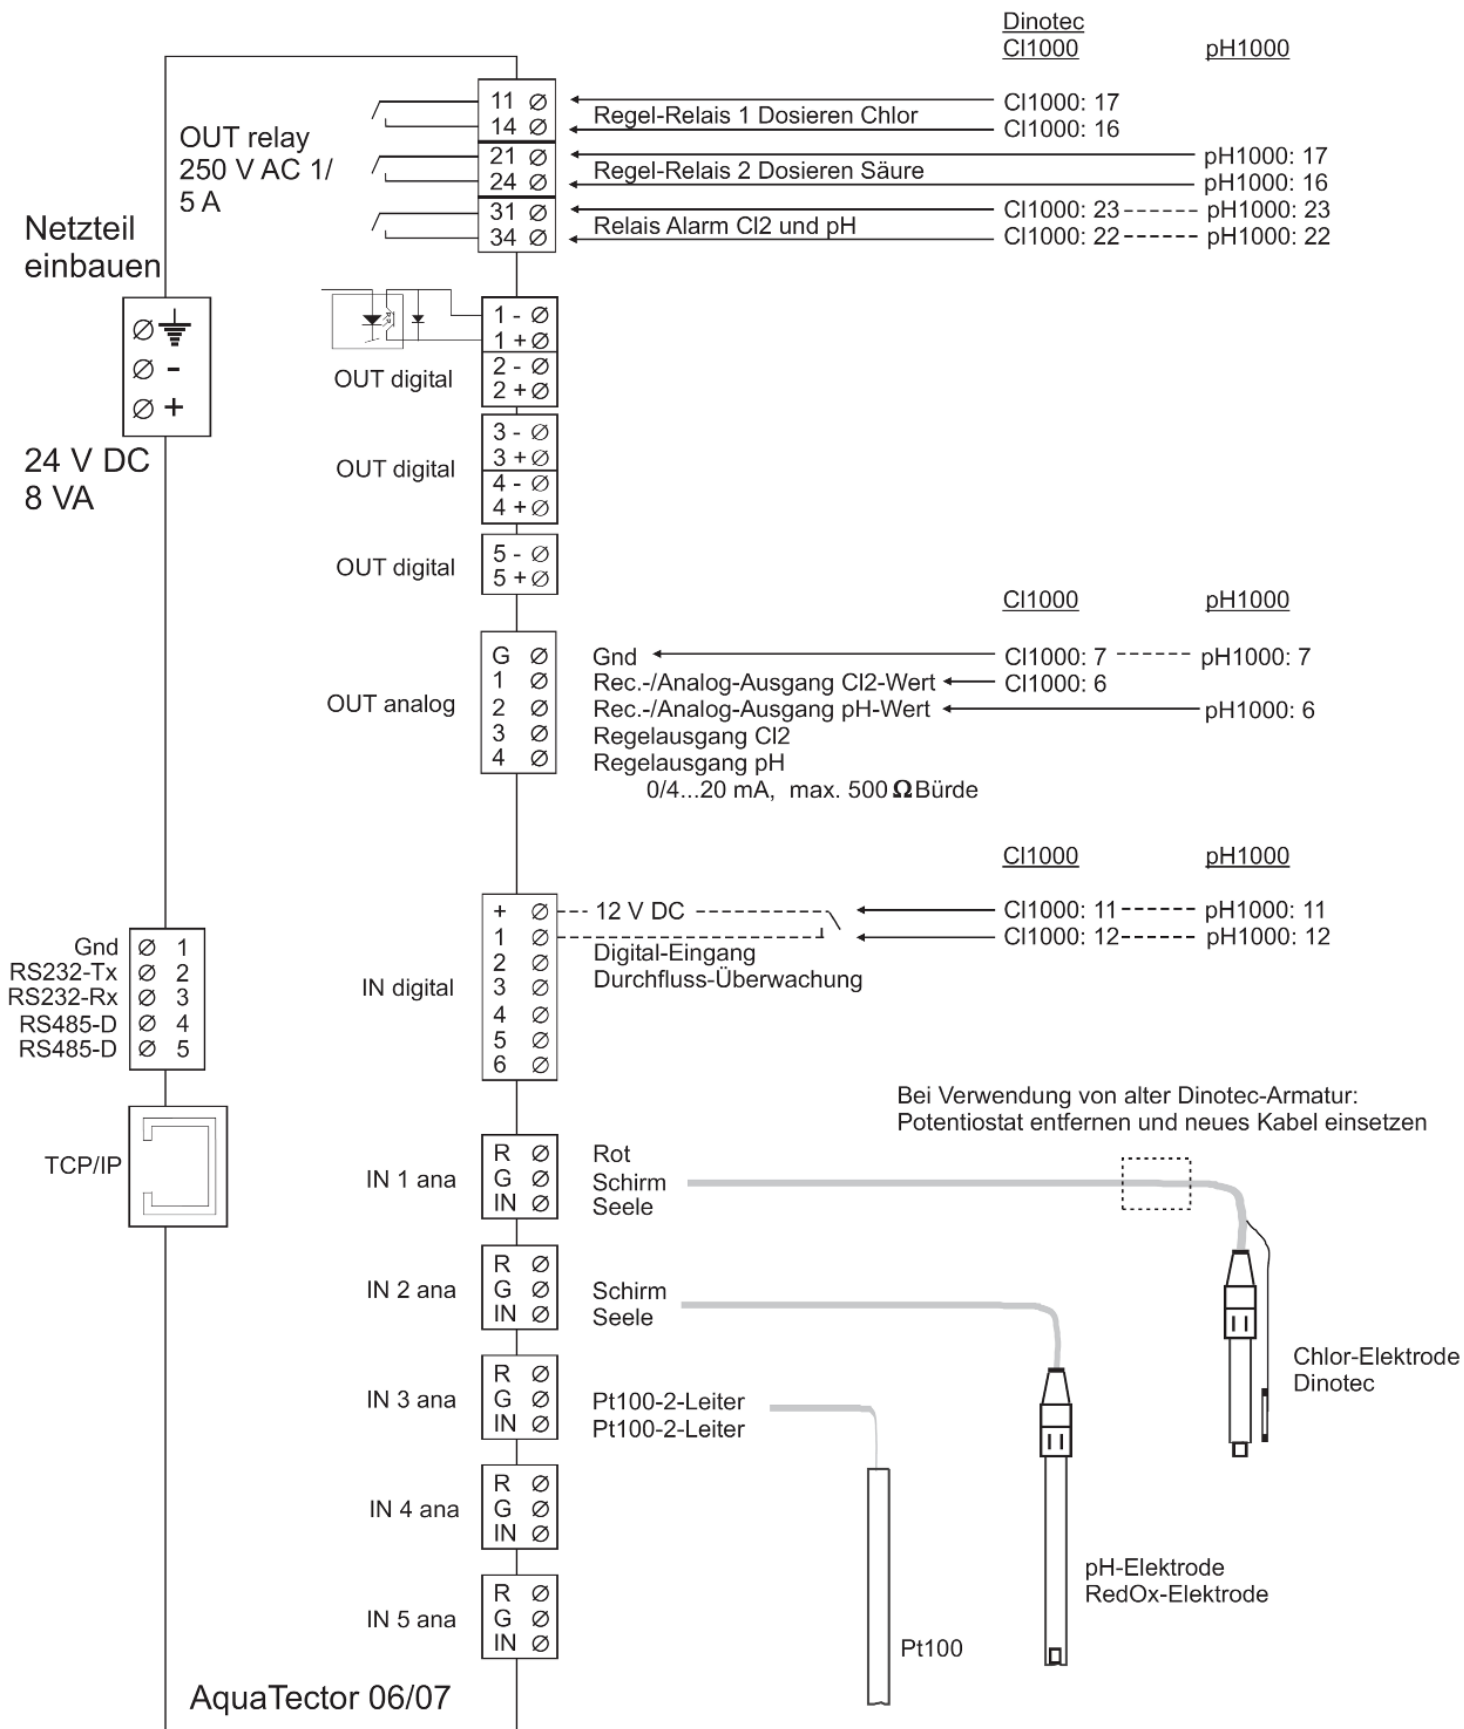 Dinotec
Cl1000 pH1000
11 Regel-Relais 1 Dosieren Chlor Cl1000: 17
14 Cl1000: 16
OUT relay
250 V AC 1/
5 A
21 Regel-Relais 2 Dosieren Säure pH1000: 17
24 pH1000: 16
31 Relais Alarm Cl2 und pH Cl1000: 23 pH1000: 23
34 Cl1000: 22 pH1000: 22
Netzteil
einbauen
-
+
24 V DC
8 VA
1 -
1 +
2 -
2 +
OUT digital
3 -
3 +
4 -
4 +
OUT digital
5 -
5 +
OUT digital
Cl1000 pH1000
OUT analog
G Gnd Cl1000: 7 pH1000: 7
1 Rec.-/Analog-Ausgang Cl2-Wert Cl1000: 6
2 Rec.-/Analog-Ausgang pH-Wert pH1000: 6
3 Regelausgang Cl2
4 Regelausgang pH
0/4...20 mA, max. 500 Ω Bürde
Cl1000 pH1000
IN digital
+ 12 V DC Cl1000: 11 pH1000: 11
1 Cl1000: 12 pH1000: 12
Digital-Eingang
2
Durchfluss-Überwachung
3
4
5
6
Gnd 1
RS232-Tx 2
RS232-Rx 3
RS485-D 4
RS485-D 5
TCP/IP
Bei Verwendung von alter Dinotec-Armatur:
Potentiostat entfernen und neues Kabel einsetzen
IN 1 ana
R Rot
G Schirm
IN Seele
IN 2 ana
R
G Schirm
IN Seele
Chlor-Elektrode
Dinotec
IN 3 ana
R
G Pt100-2-Leiter
IN Pt100-2-Leiter
IN 4 ana
R
G
IN
pH-Elektrode
RedOx-Elektrode
IN 5 ana
R
G
IN
Pt100
AquaTector 06/07